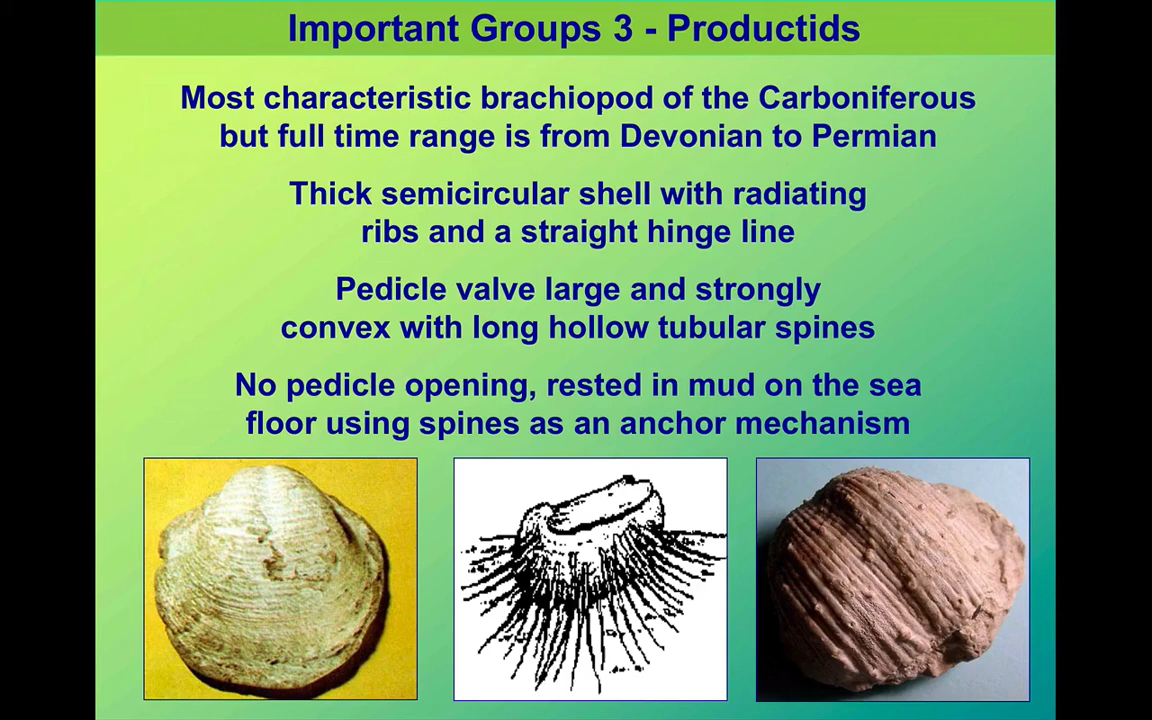 Important Groups 3 - Productids
Most characteristic brachiopod of the Carboniferous
but full time range is from Devonian to Permian
Thick semicircular shell with radiating
ribs and a straight hinge line
Pedicle valve large and strongly
convex with long hollow tubular spines
No pedicle opening, rested in mud on the sea
floor using spines as an anchor mechanism